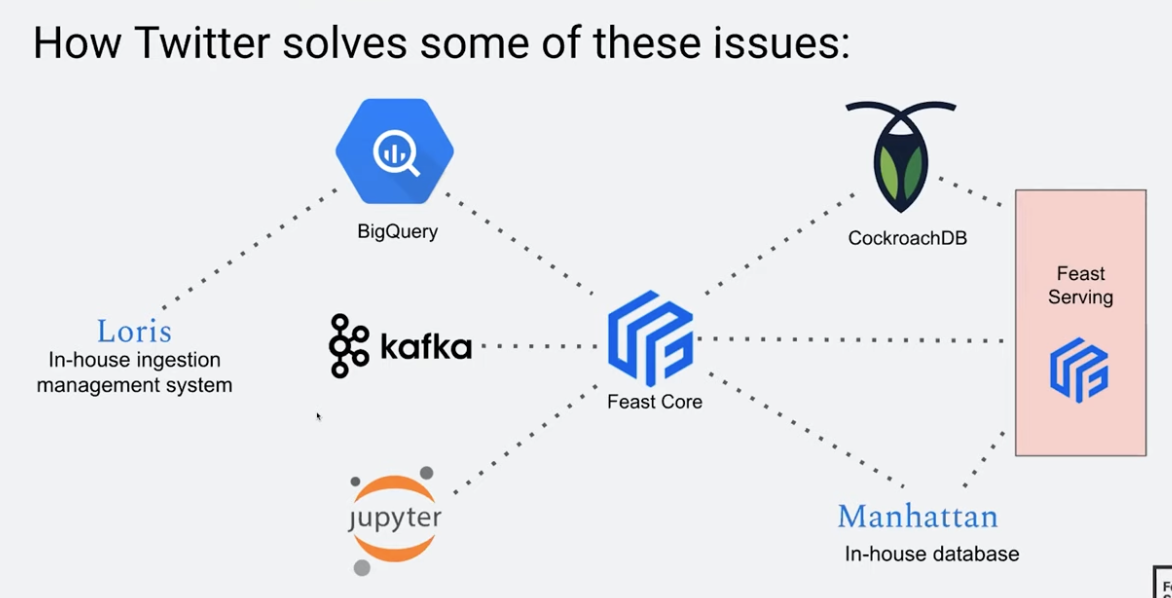 How Twitter solves some of these issues:
BigQuery
CockroachDB
Feast
Serving
Loris
In-house ingestion
management system
kafka
Feast Core
jupyter
Manhattan
In-house database